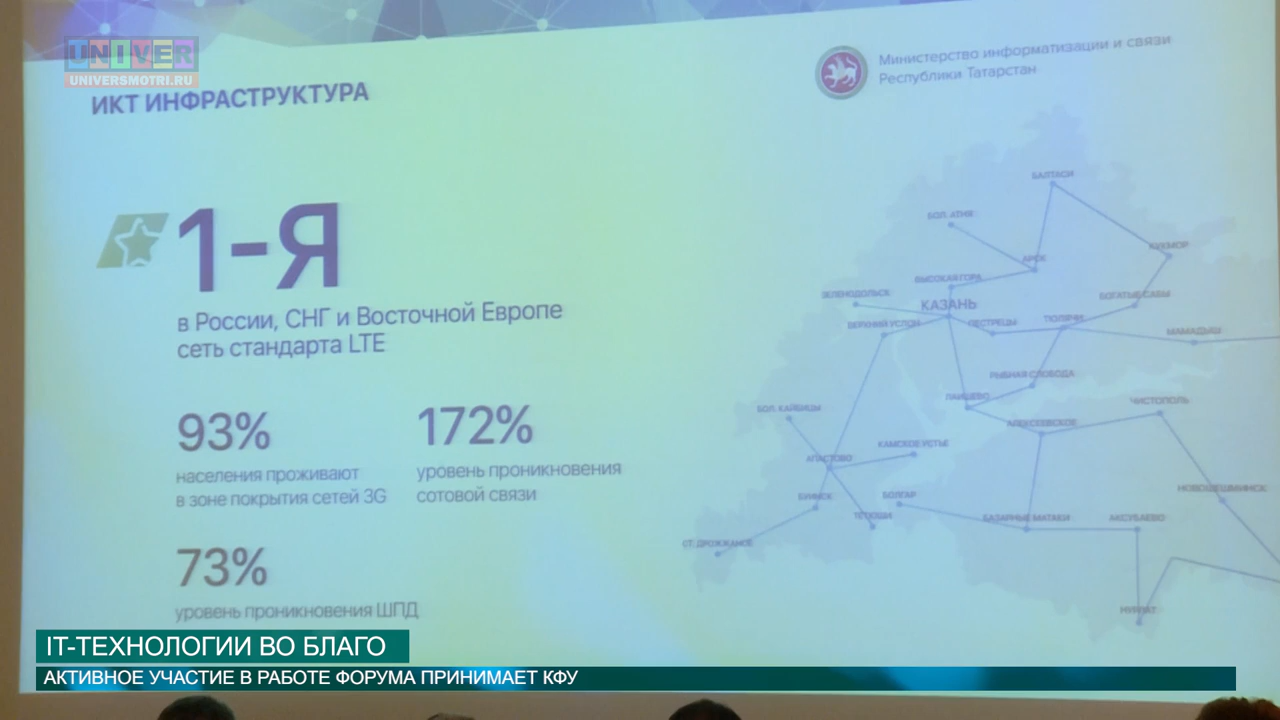 UNIVER
UNIVERSMOTRI.RU
ИКТ ИНФРАСТРУКТУРА
Министерство информатизации и связи
Республики Татарстан
1-Я
в России, СНГ и Восточной Европе
сеть стандарта LTE
93%
населения проживают
в зоне покрытия сетей 3G
172%
уровень проникновения
сотовой связи
73%
уровень проникновения ШПД
БАЛТАСИ
БОЛ. АТНЯ
КУКМОР
АРСК
ВЫСОКАЯ ГОРА
ЗЕЛЕНОДОЛЬСК
КАЗАНЬ
БОГАТЫЕ САБЫ
ВЕРХНИЙ УСЛОН
ПЕСТРЕЦЫ
ТЮЛЯЧИ
МАМАДЫШ
РЫБНАЯ СЛОБОДА
ЛАИШЕВО
БОЛ. КАЙБИЦЫ
ЧИСТОПОЛЬ
АЛЕКСЕЕВСКОЕ
КАМСКОЕ УСТЬЕ
АПАСТОВО
НОВОШЕШМИНСК
БУИНСК
БОЛГАР
ТЕТЮШИ
БАЗАРНЫЕ МАТАКИ
АКСУБАЕВО
СТ. ДРОЖЖАНОЕ
НУРЛАТ
IT-ТЕХНОЛОГИИ ВО БЛАГО
АКТИВНОЕ УЧАСТИЕ В РАБОТЕ ФОРУМА ПРИНИМАЕТ КФУ